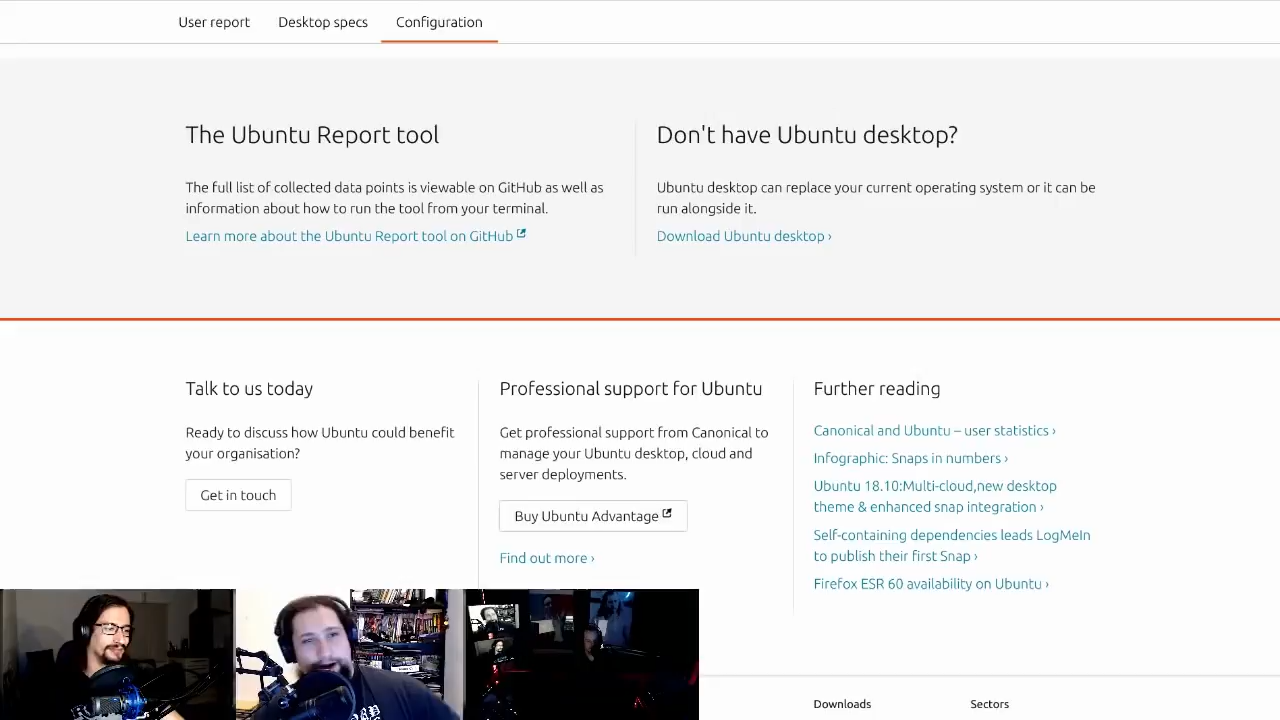 User report
Desktop specs
Configuration
The Ubuntu Report tool
The full list of collected data points is viewable on GitHub as well as
information about how to run the tool from your terminal.
Learn more about the Ubuntu Report tool on GitHub
Don't have Ubuntu desktop?
Ubuntu desktop can replace your current operating system or it can be
run alongside it.
Download Ubuntu desktop ›
Talk to us today
Ready to discuss how Ubuntu could benefit
your organisation?
Get in touch
Professional support for Ubuntu
Get professional support from Canonical to
manage your Ubuntu desktop, cloud and
server deployments.
Buy Ubuntu Advantage
Find out more ›
Further reading
Canonical and Ubuntu – user statistics ›
Infographic: Snaps in numbers ›
Ubuntu 18.10:Multi-cloud,new desktop
theme & enhanced snap integration ›
Self-containing dependencies leads LogMeIn
to publish their first Snap ›
Firefox ESR 60 availability on Ubuntu ›
Downloads
Sectors